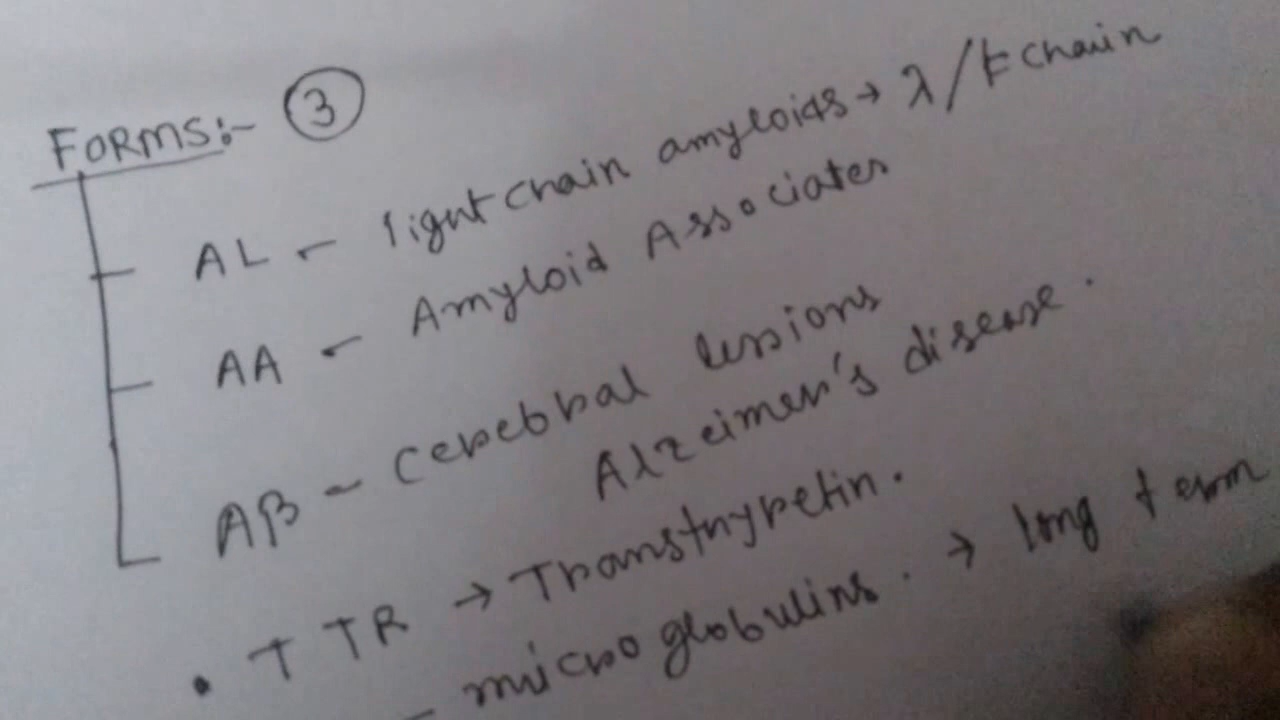 FORMS:- ③
AL - light chain amyloids → λ/k chain
AA - Amyloid Associates
Aβ - Cerebral lessions
Alzeimer's disease.
• TTR → Transthyretin.
- microglobulins. → long term